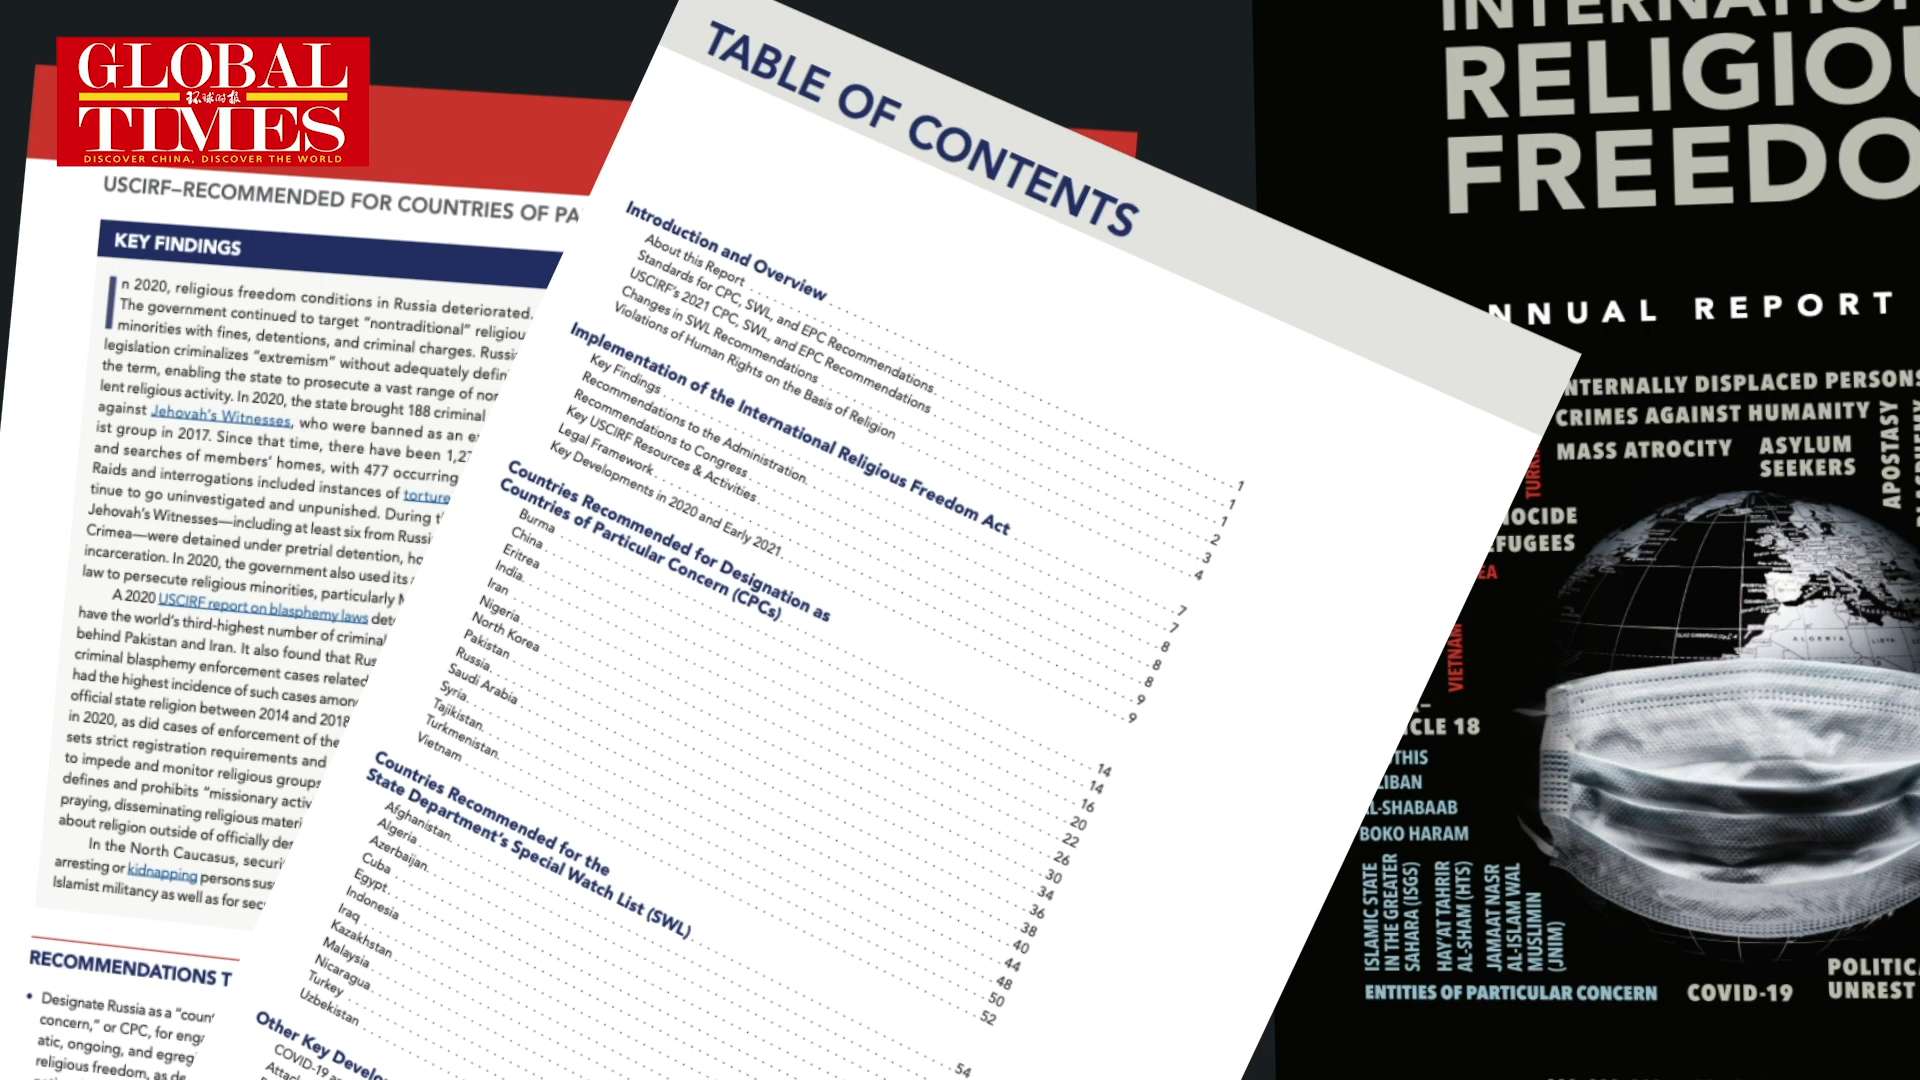 GLOBAL
环球时报
TIMES
DISCOVER CHINA, DISCOVER THE WORLD
USCIRF–RECOMMENDED FOR COUNTRIES OF PA
KEY FINDINGS
In 2020, religious freedom conditions in Russia deteriorated.
The government continued to target “nontraditional” religiou
minorities with fines, detentions, and criminal charges. Russi
legislation criminalizes “extremism” without adequately defin
the term, enabling the state to prosecute a vast range of non
lent religious activity. In 2020, the state brought 188 criminal
against Jehovah’s Witnesses, who were banned as an e
ist group in 2017. Since that time, there have been 1,27
and searches of members’ homes, with 477 occurring
Raids and interrogations included instances of torture
tinue to go uninvestigated and unpunished. During t
Jehovah’s Witnesses—including at least six from Russi
Crimea—were detained under pretrial detention, ho
incarceration. In 2020, the government also used its
law to persecute religious minorities, particularly
A 2020 USCIRF report on blasphemy laws dete
have the world’s third-highest number of criminal
behind Pakistan and Iran. It also found that Rus
criminal blasphemy enforcement cases related
had the highest incidence of such cases among
official state religion between 2014 and 2018
in 2020, as did cases of enforcement of the
sets strict registration requirements and
to impede and monitor religious groups
defines and prohibits “missionary activ
praying, disseminating religious materi
about religion outside of officially des
In the North Caucasus, securi
arresting or kidnapping persons sus
Islamist militancy as well as for sec
RECOMMENDATIONS T
• Designate Russia as a “coun
concern,” or CPC, for enga
atic, ongoing, and egreg
religious freedom, as de
TABLE OF CONTENTS
Introduction and Overview 1
About this Report 1
Standards for CPC, SWL, and EPC Recommendations 1
USCIRF’s 2021 CPC, SWL, and EPC Recommendations 2
Changes in SWL Recommendations 3
Violations of Human Rights on the Basis of Religion 4
Implementation of the International Religious Freedom Act 7
Key Findings 7
Recommendations to the Administration 8
Recommendations to Congress 8
Key USCIRF Resources & Activities 8
Legal Framework 9
Key Developments in 2020 and Early 2021 9
Countries Recommended for Designation as
Countries of Particular Concern (CPCs) 14
Burma 14
China 16
Eritrea 20
India 22
Iran 26
Nigeria 30
North Korea 34
Pakistan 36
Russia 38
Saudi Arabia 40
Syria 44
Tajikistan 48
Turkmenistan 50
Vietnam 52
Countries Recommended for the
State Department’s Special Watch List (SWL) 54
Afghanistan
Algeria
Azerbaijan
Cuba
Egypt
Indonesia
Iraq
Kazakhstan
Malaysia
Nicaragua
Turkey
Uzbekistan
Other Key Develo
COVID-19 a
Attac
INTERNATION
RELIGIOU
FREEDO
NNUAL REPORT
NTERNALLY DISPLACED PERSONS
CRIMES AGAINST HUMANITY
MASS ATROCITY
ASYLUM
SEEKERS
APOSTASY
TURK
OCIDE
EFUGEES
EA
VIETNAM
ICLE 18
THIS
LIBAN
L-SHABAAB
BOKO HARAM
ISLAMIC STATE
IN THE GREATER
SAHARA (ISGS)
HAY’AT TAHRIR
AL-SHAM (HTS)
JAMAAT NASR
AL-ISLAM WAL
MUSLIMIN
(JNIM)
ENTITIES OF PARTICULAR CONCERN
COVID-19
POLITICA
UNREST
ALGERIA
LIBYA